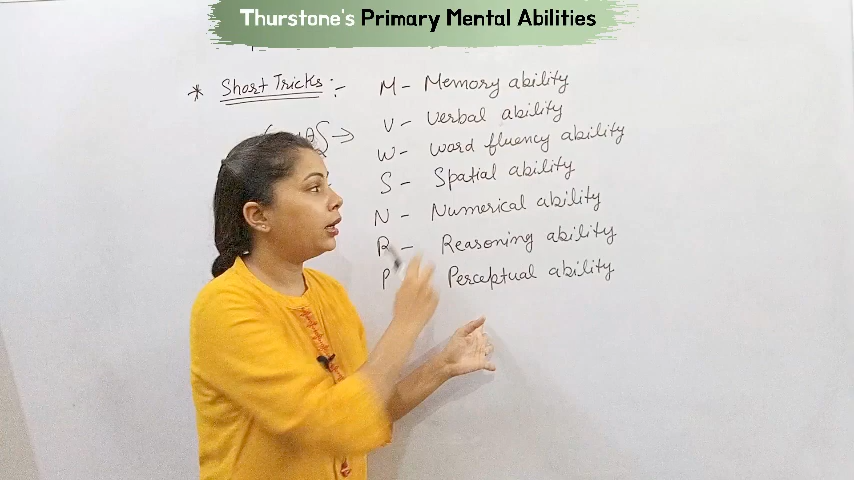 Thurstone's Primary Mental Abilities
* Short Tricks:-
M- Memory ability
V- Verbal ability
W- Word fluency ability
S- Spatial ability
N- Numerical ability
R- Reasoning ability
P Perceptual ability